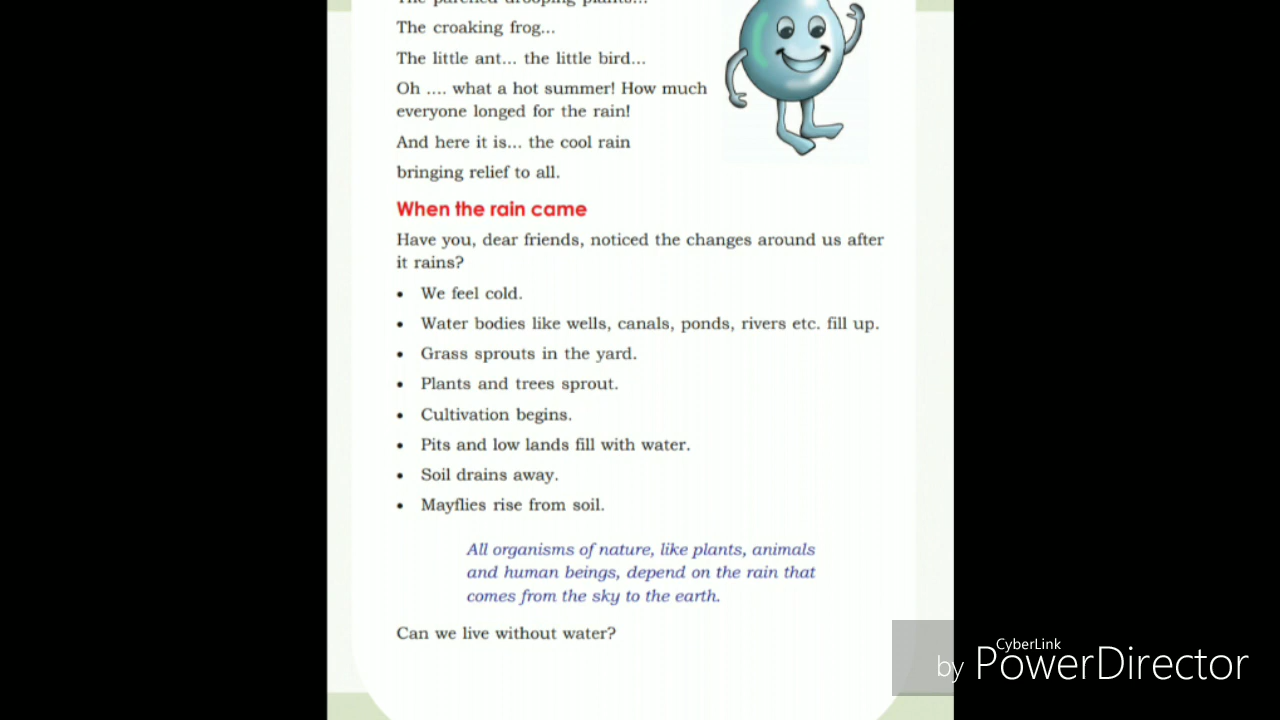 The parched drooping plants...
The croaking frog...
The little ant... the little bird...
Oh .... what a hot summer! How much
everyone longed for the rain!
And here it is... the cool rain
bringing relief to all.
When the rain came
Have you, dear friends, noticed the changes around us after
it rains?
• We feel cold.
• Water bodies like wells, canals, ponds, rivers etc. fill up.
• Grass sprouts in the yard.
• Plants and trees sprout.
• Cultivation begins.
• Pits and low lands fill with water.
• Soil drains away.
• Mayflies rise from soil.
All organisms of nature, like plants, animals
and human beings, depend on the rain that
comes from the sky to the earth.
Can we live without water?
CyberLink
by PowerDirector